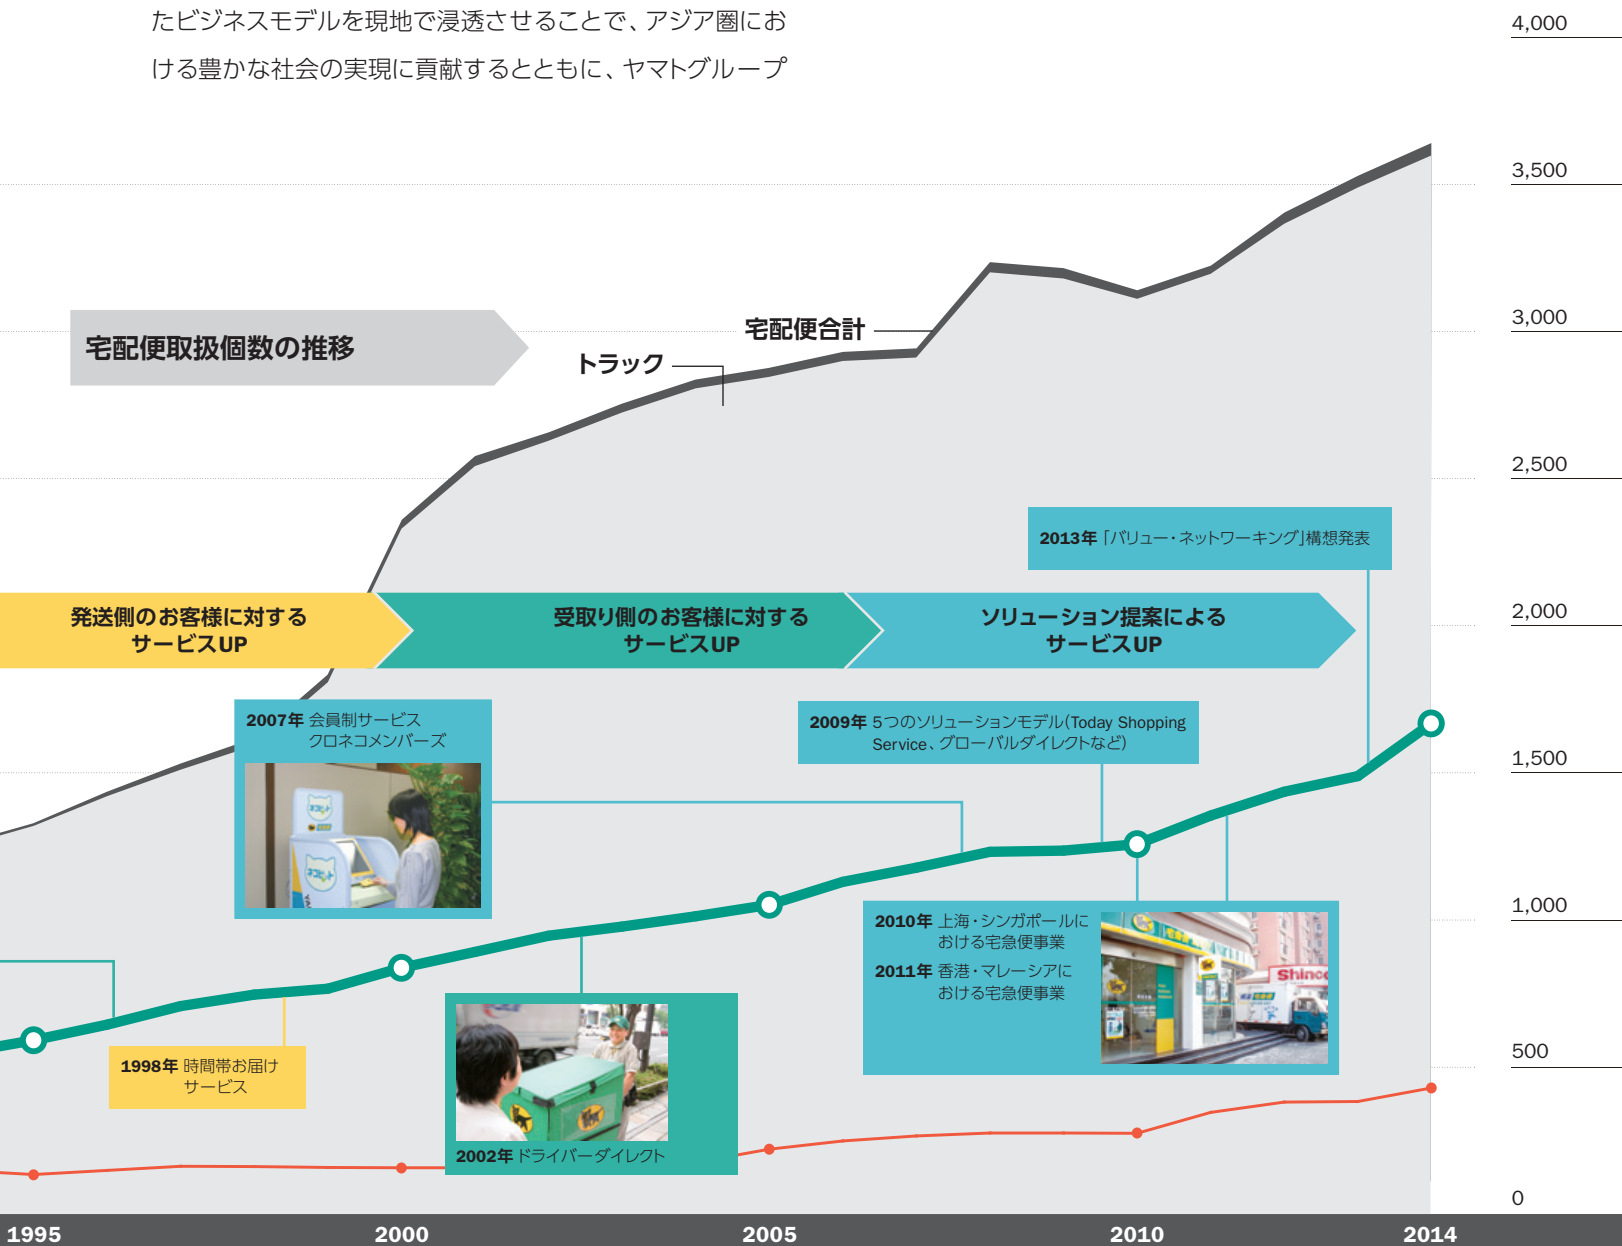 たビジネスモデルを現地で浸透させることで、アジア圏にお
ける豊かな社会の実現に貢献するとともに、ヤマトグループ
4,000
3,500
3,000
2,500
2,000
1,500
1,000
500
0
宅配便取扱個数の推移
宅配便合計
トラック
2013年「バリュー・ネットワーキング」構想発表
発送側のお客様に対する
サービスUP
受取り側のお客様に対する
サービスUP
ソリューション提案による
サービスUP
2007年 会員制サービス
クロネコメンバーズ
ネコピット
ネコピット
2009年 5つのソリューションモデル(Today Shopping
Service、グローバルダイレクトなど)
2010年 上海・シンガポールに
おける宅急便事業
2011年 香港・マレーシアに
おける宅急便事業
宅急便
1998年 時間帯お届け
サービス
2002年 ドライバーダイレクト
1995
2000
2005
2010
2014